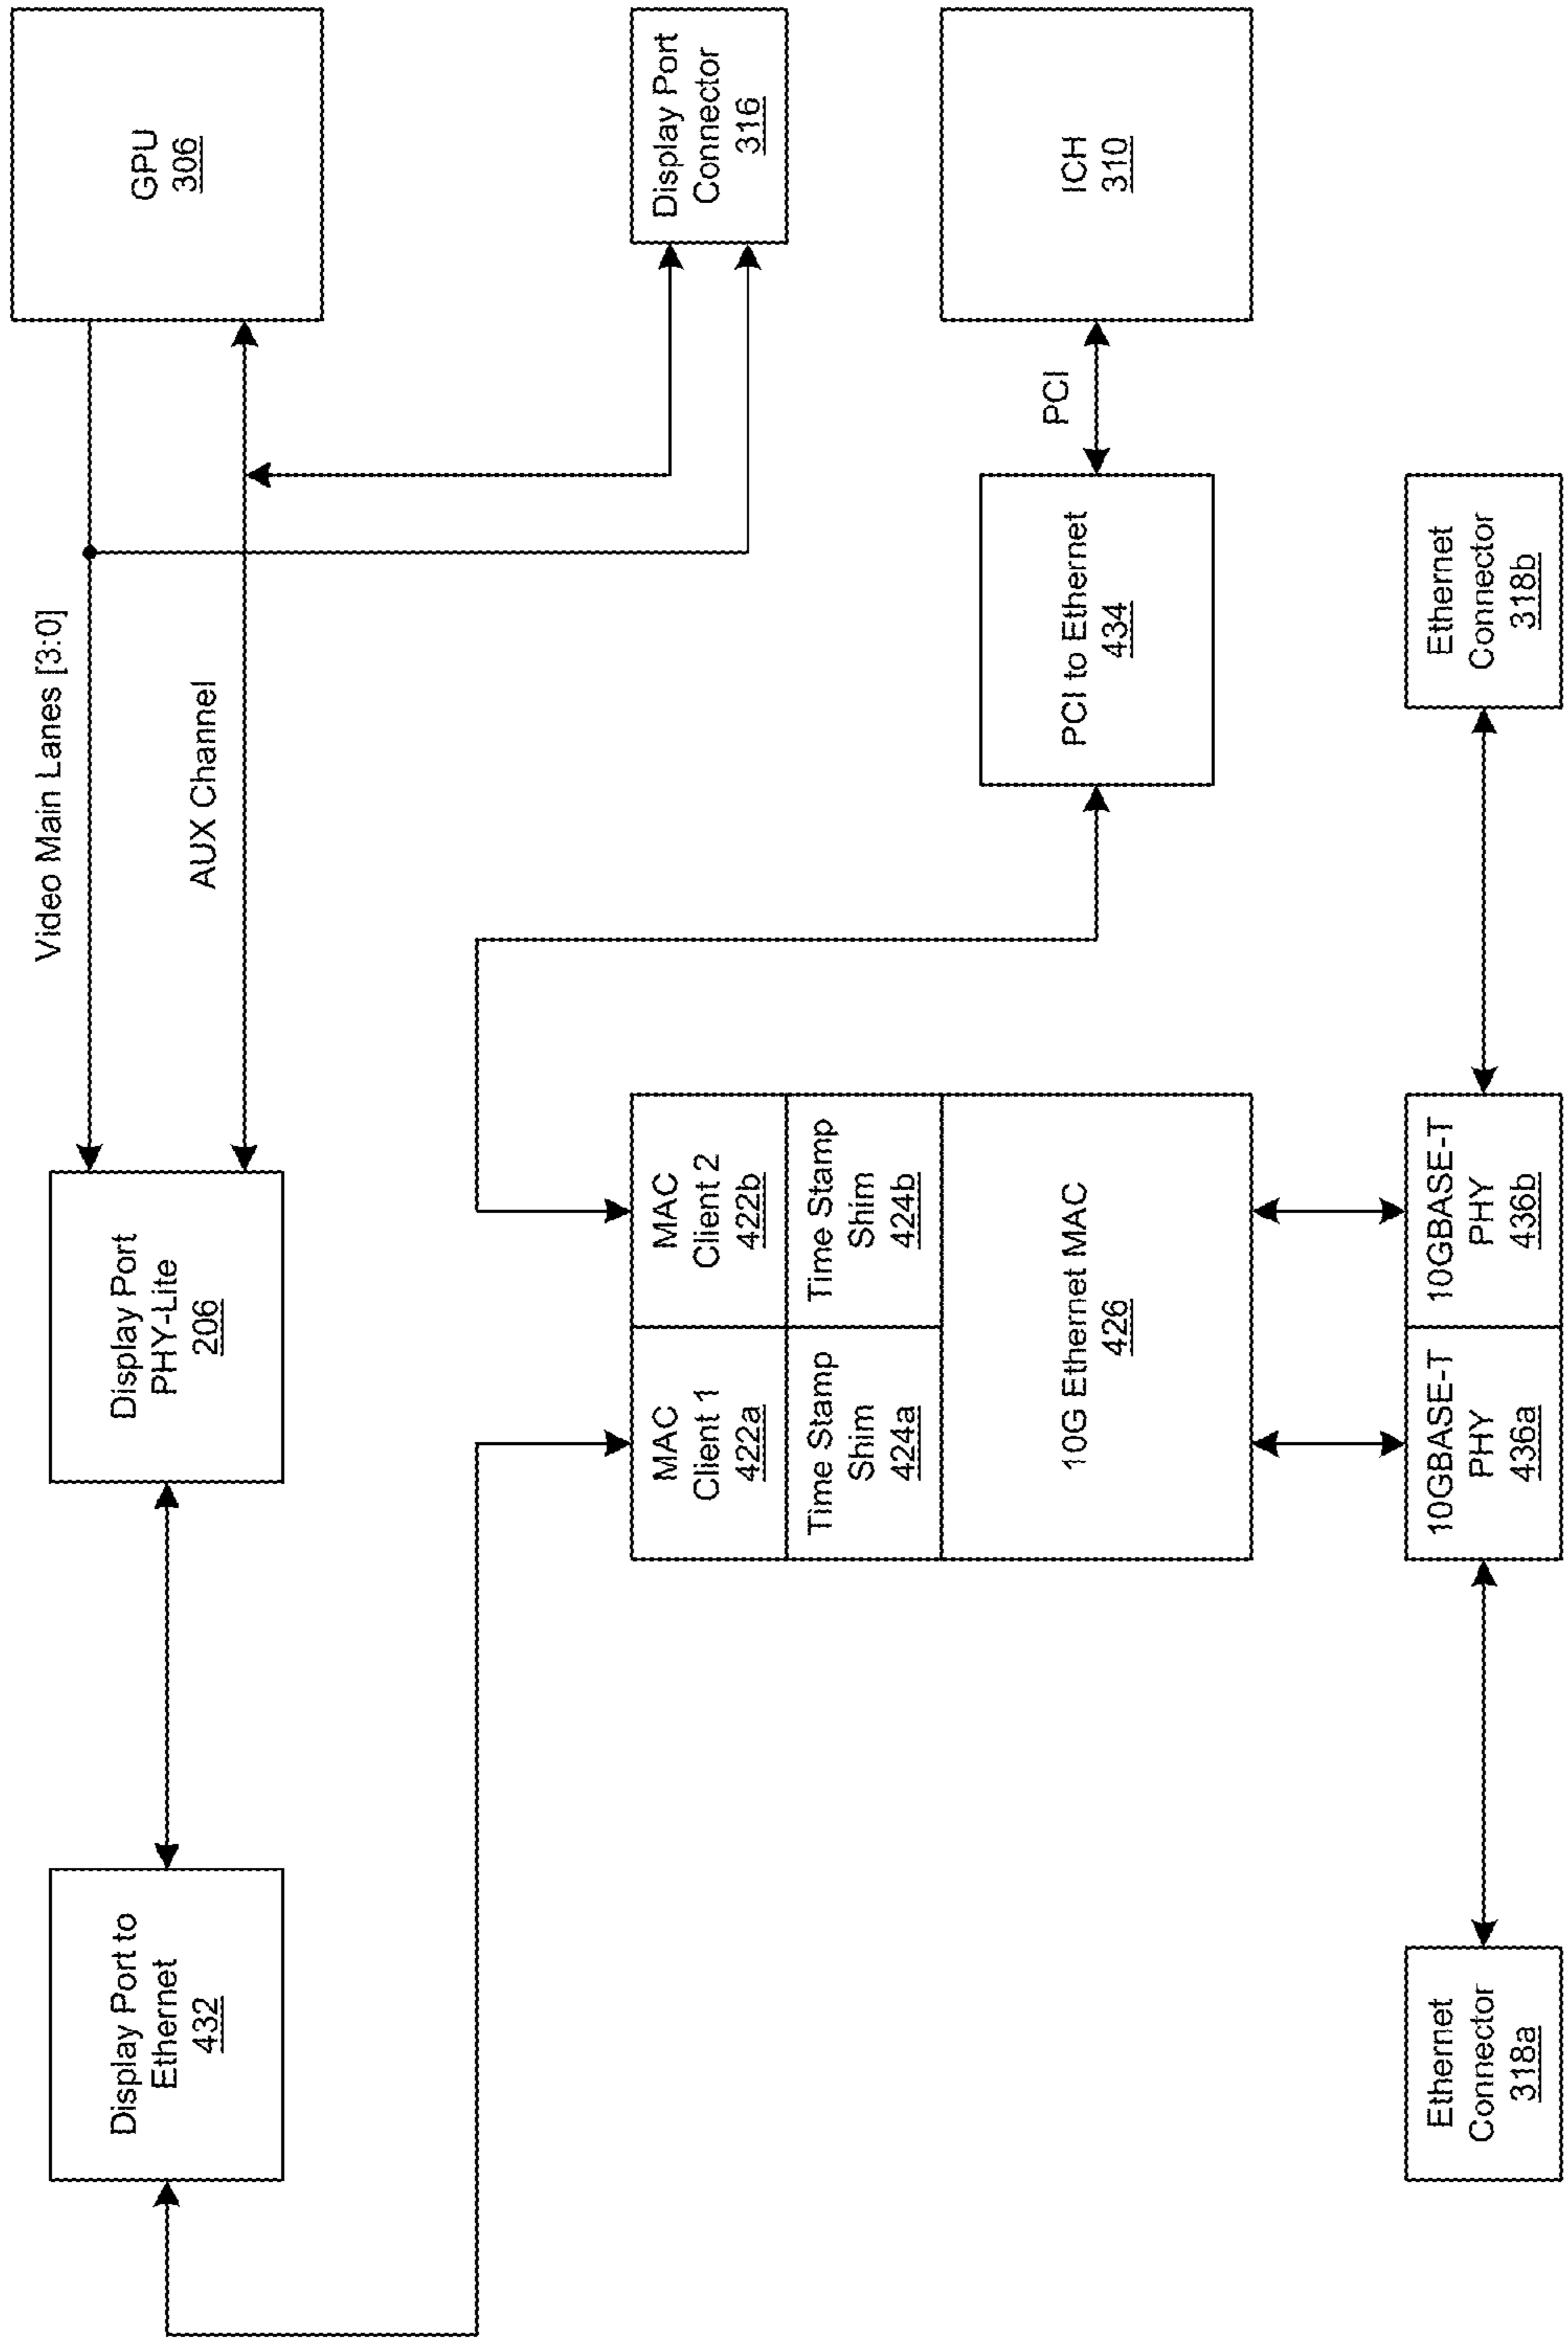 GPU
306
Video Main Lanes [3:0]
AUX Channel
Display Port
PHY-Lite
206
Display Port to
Ethernet
432
Display Port
Connector
316
ICH
310
PCI
PCI to Ethernet
434
MAC
Client 1
422a
MAC
Client 2
422b
Time Stamp
Shim
424a
Time Stamp
Shim
424b
10G Ethernet MAC
426
10GBASE-T
PHY
436a
10GBASE-T
PHY
436b
Ethernet
Connector
318a
Ethernet
Connector
318b